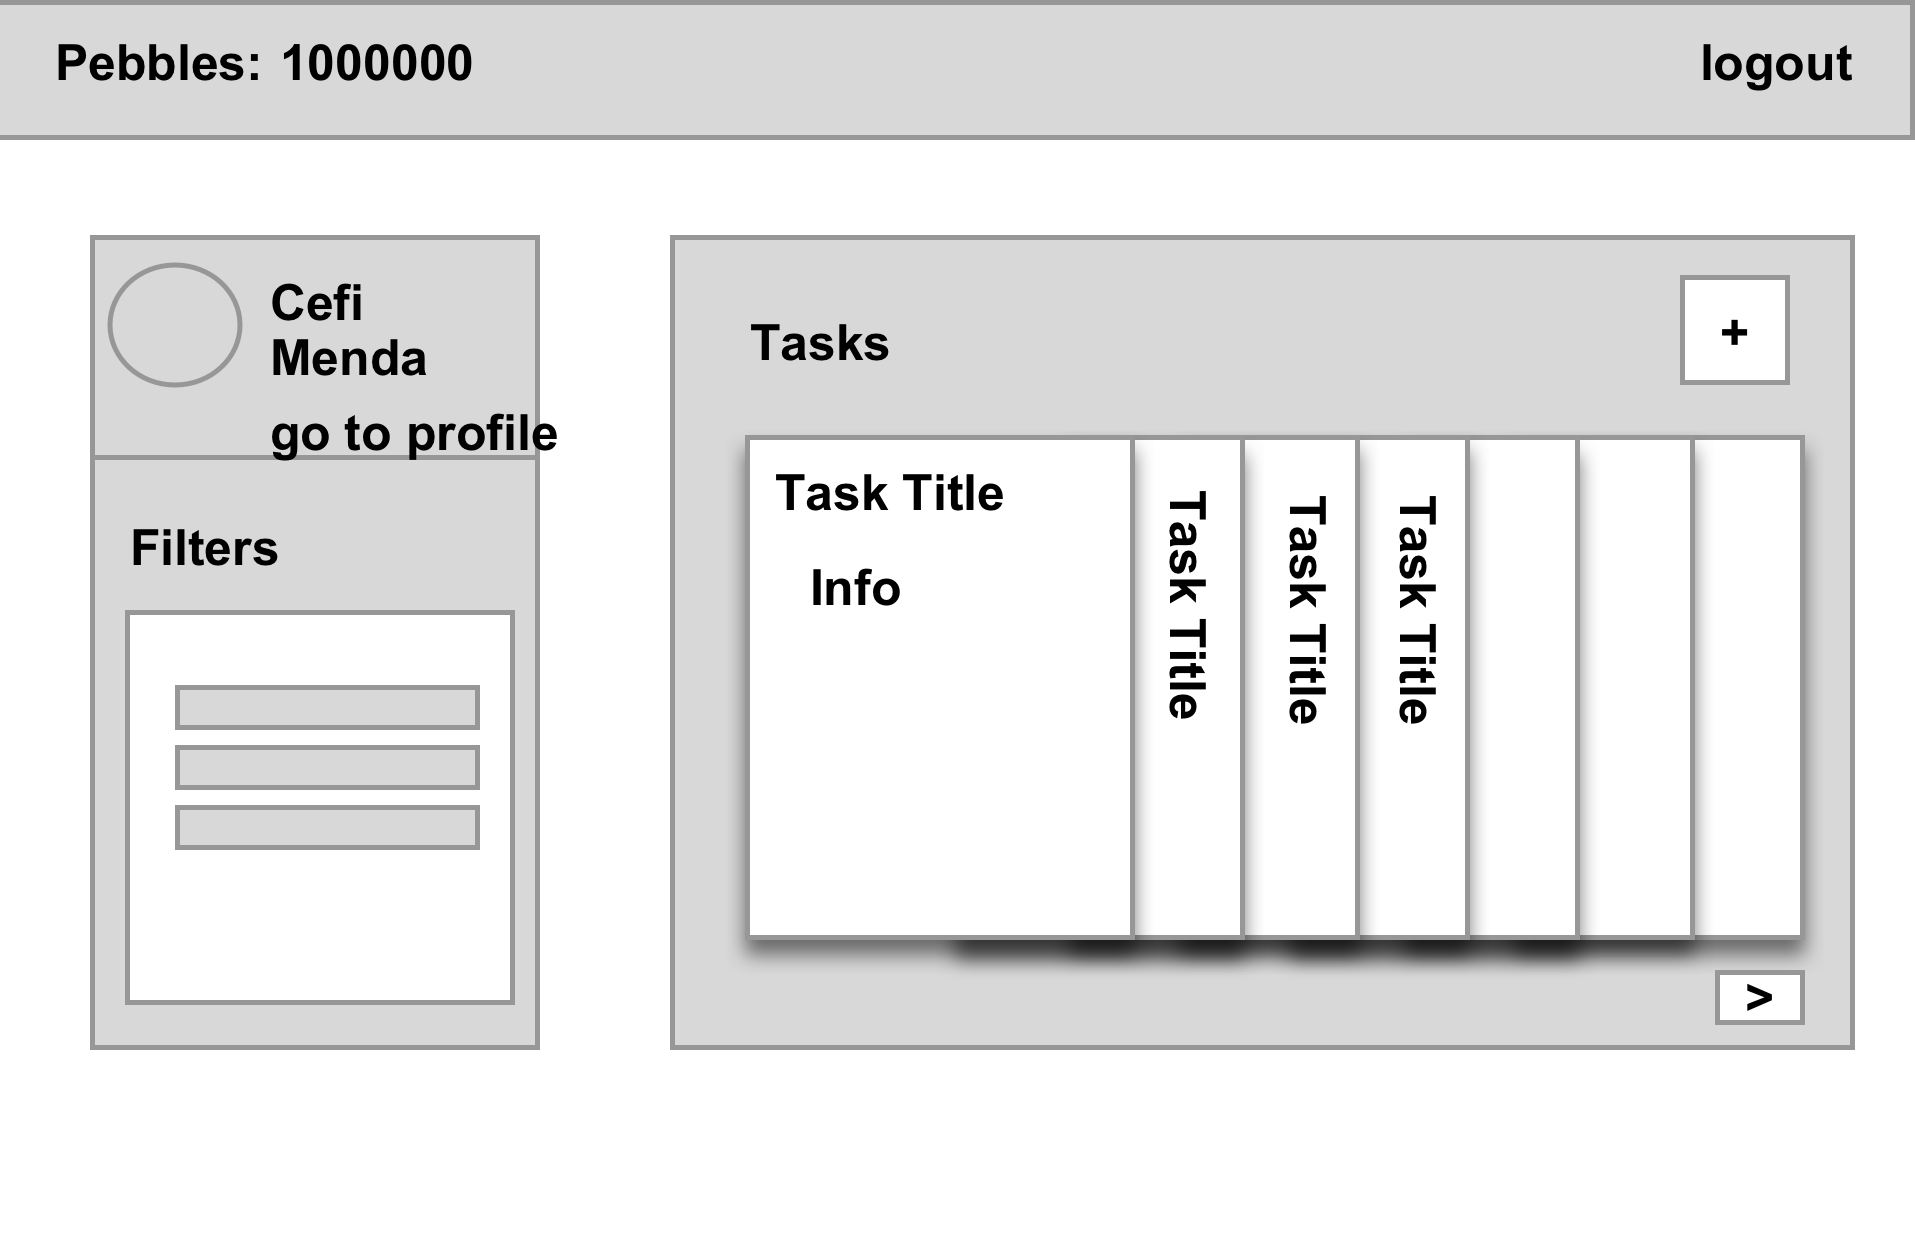 Pebbles: 1000000
logout
Cefi
Menda
go to profile
Filters
Tasks
+
Task Title
Info
Task Title
Task Title
Task Title
>